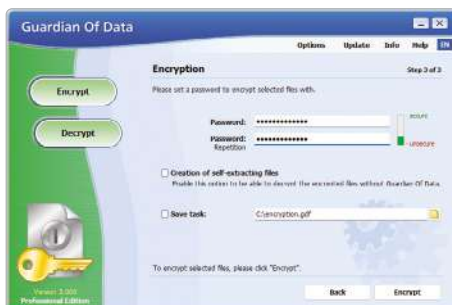 Guardian Of Data
Options Update Info Help EN
Encryption Step 3 of 3
Please set a password to encrypt selected files with.
Encrypt
Decrypt
Password: •••••••••••••
Password: •••••••••••••
Repetition
secure
unsecure
Creation of self-extracting files
Enable this option to be able to decrypt the encrypted files without Guardian Of Data.
Save task: C:\encryption.pdf
To encrypt selected files, please click "Encrypt".
Professional Edition
Back Encrypt